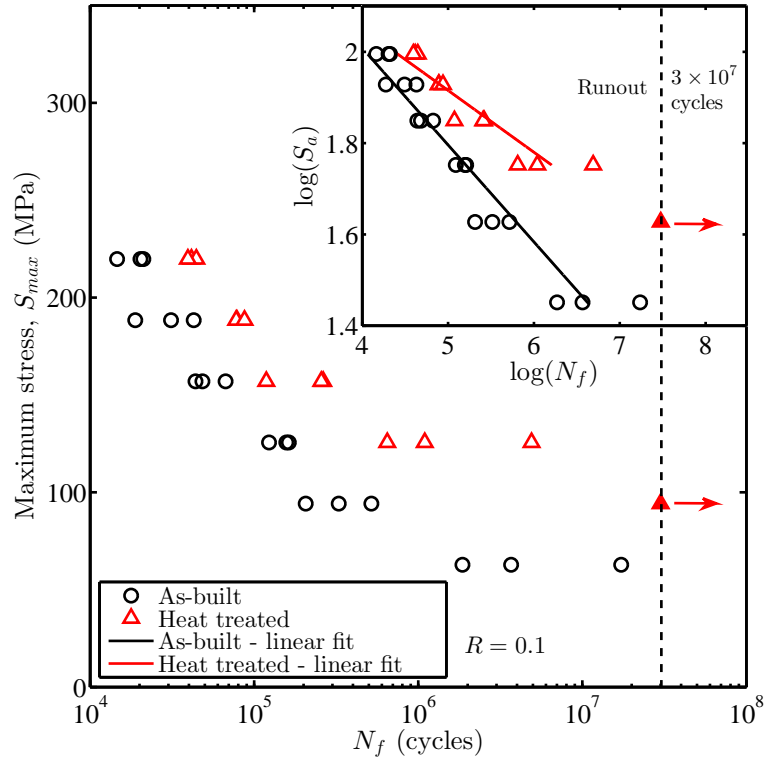 300
200
100
0
Maximum stress, S_max (MPa)
10^4
10^5
10^6
10^7
10^8
N_f (cycles)
2
1.8
1.6
1.4
log(S_a)
4
5
6
7
8
log(N_f)
Runout
3 × 10^7
cycles
As-built
Heat treated
As-built - linear fit
Heat treated - linear fit
R = 0.1